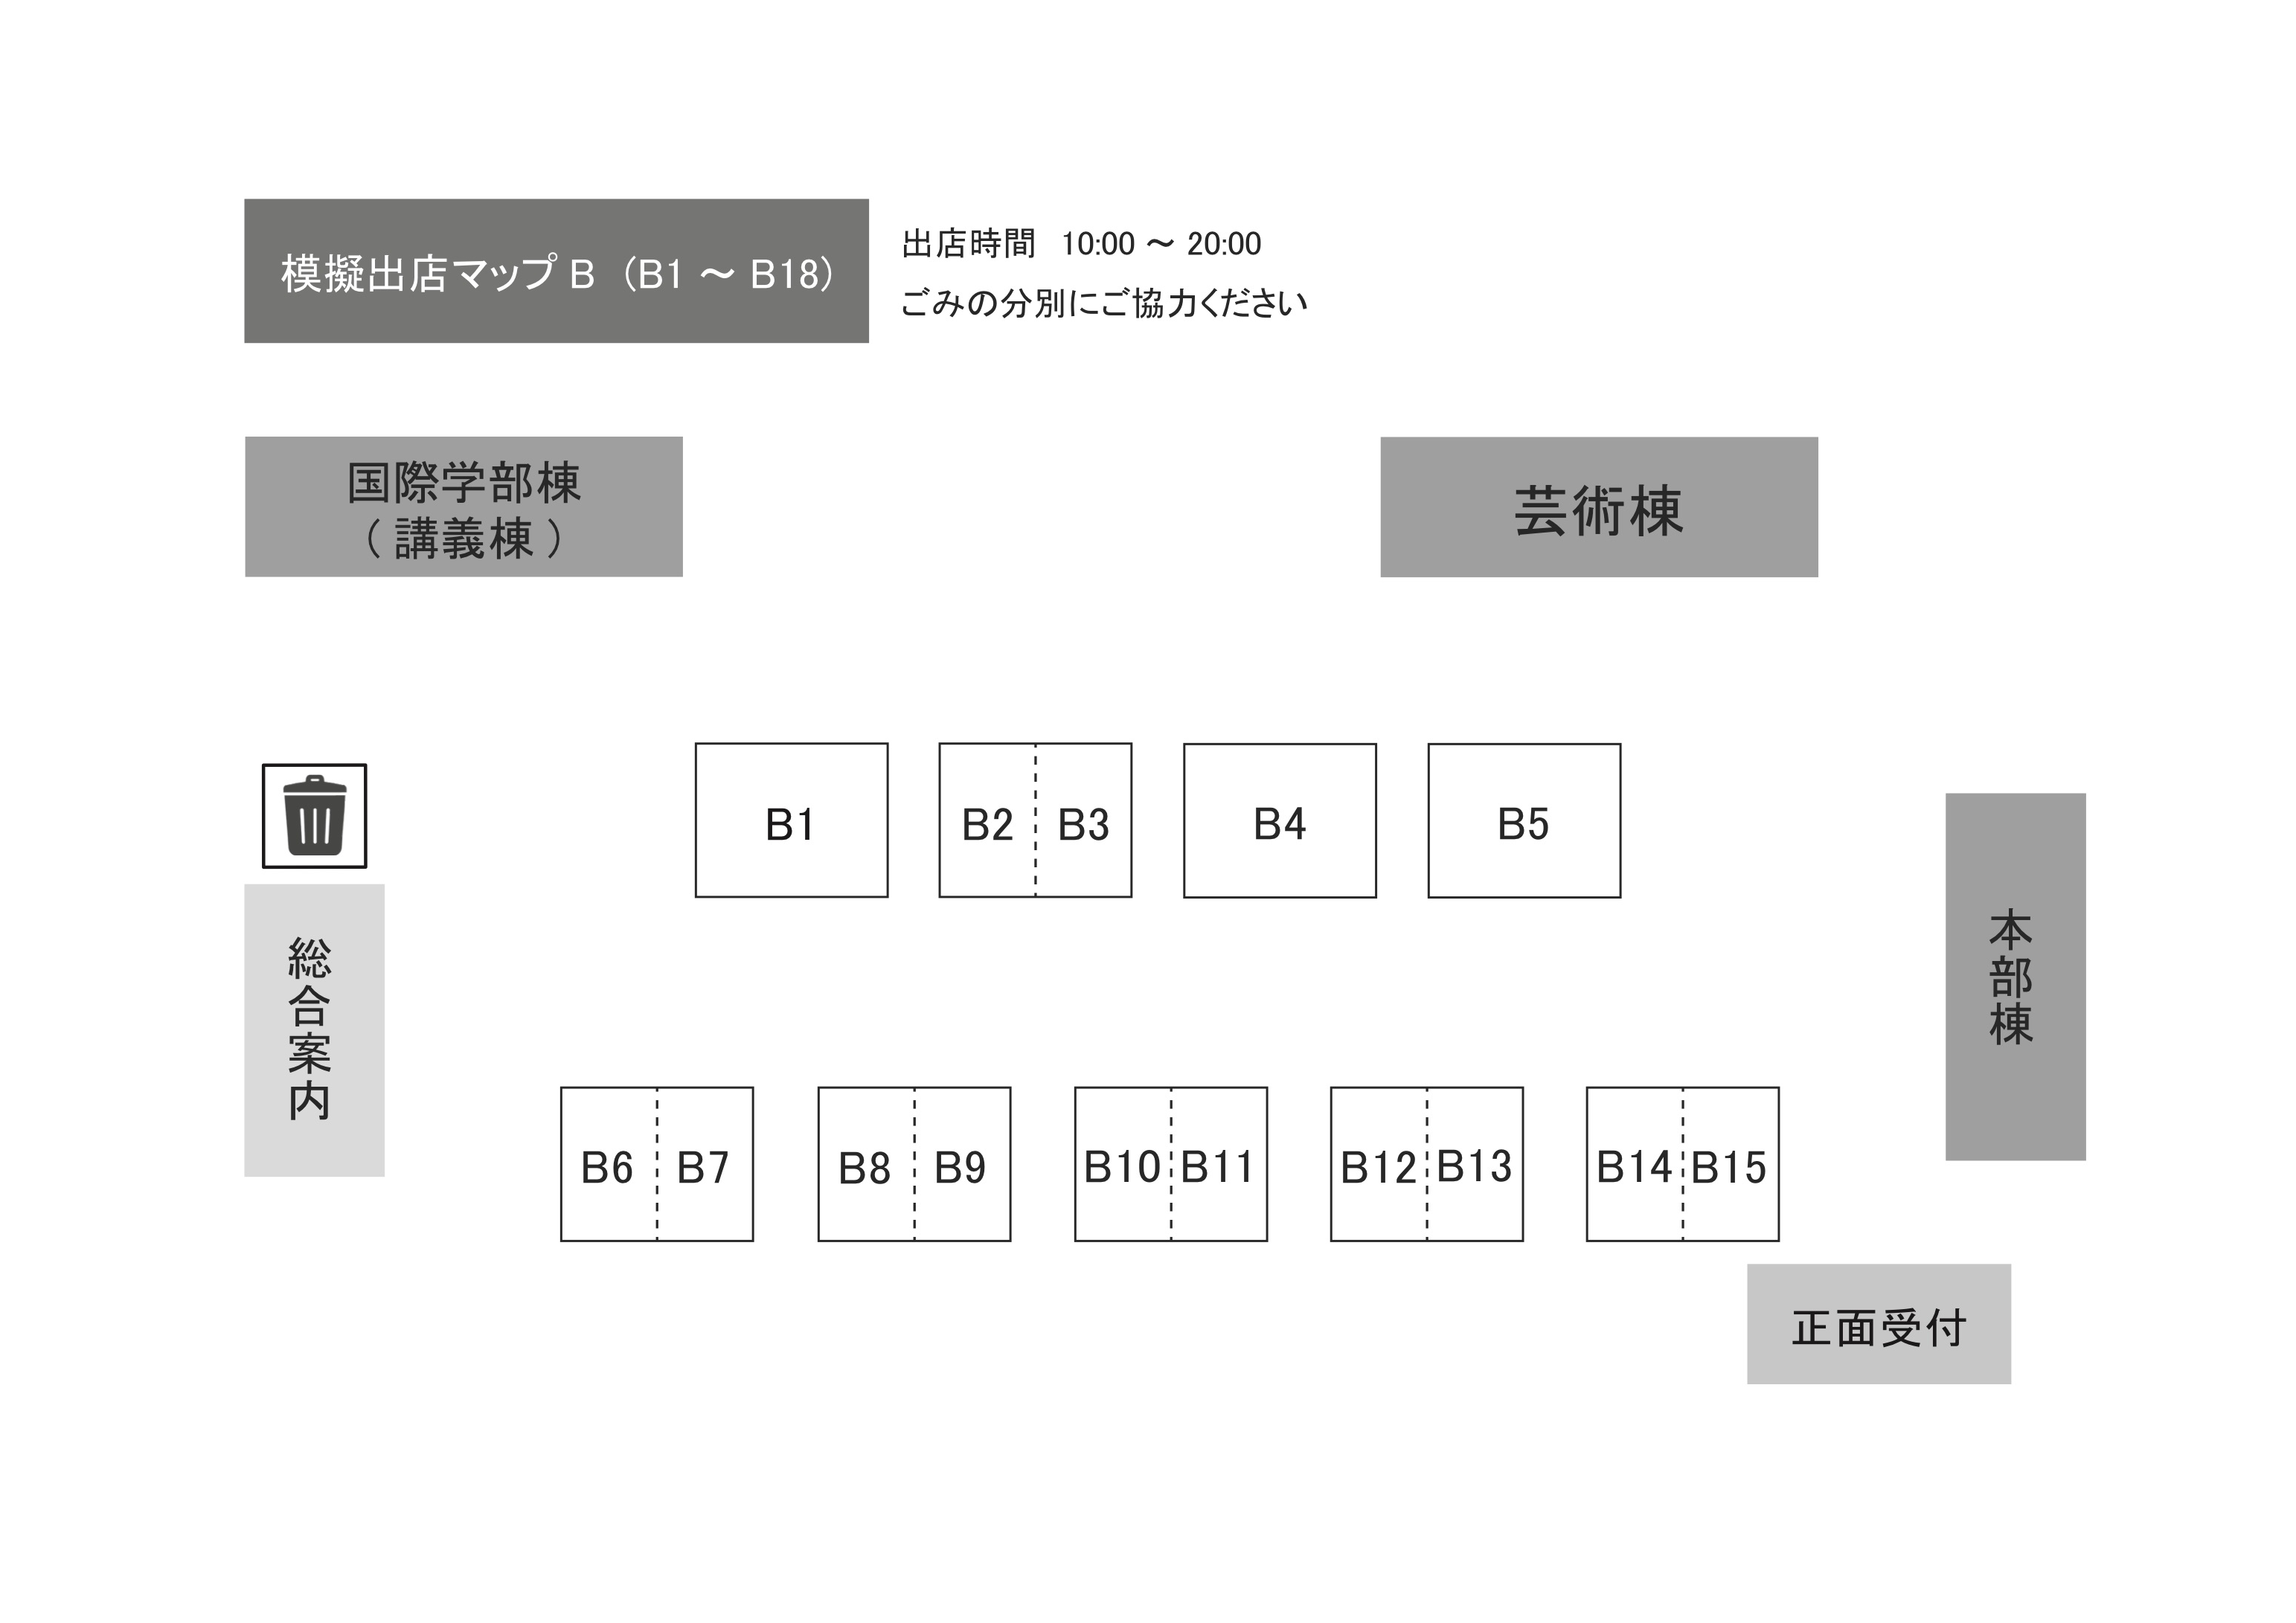 模擬出店マップB（B1 ～ B18）
出店時間　10:00 ～ 20:00
ごみの分別にご協力ください
国際学部棟
（ 講義棟 ）
芸術棟
B1
B2
B3
B4
B5
総合案内
本部棟
B6
B7
B8
B9
B10
B11
B12
B13
B14
B15
正面受付